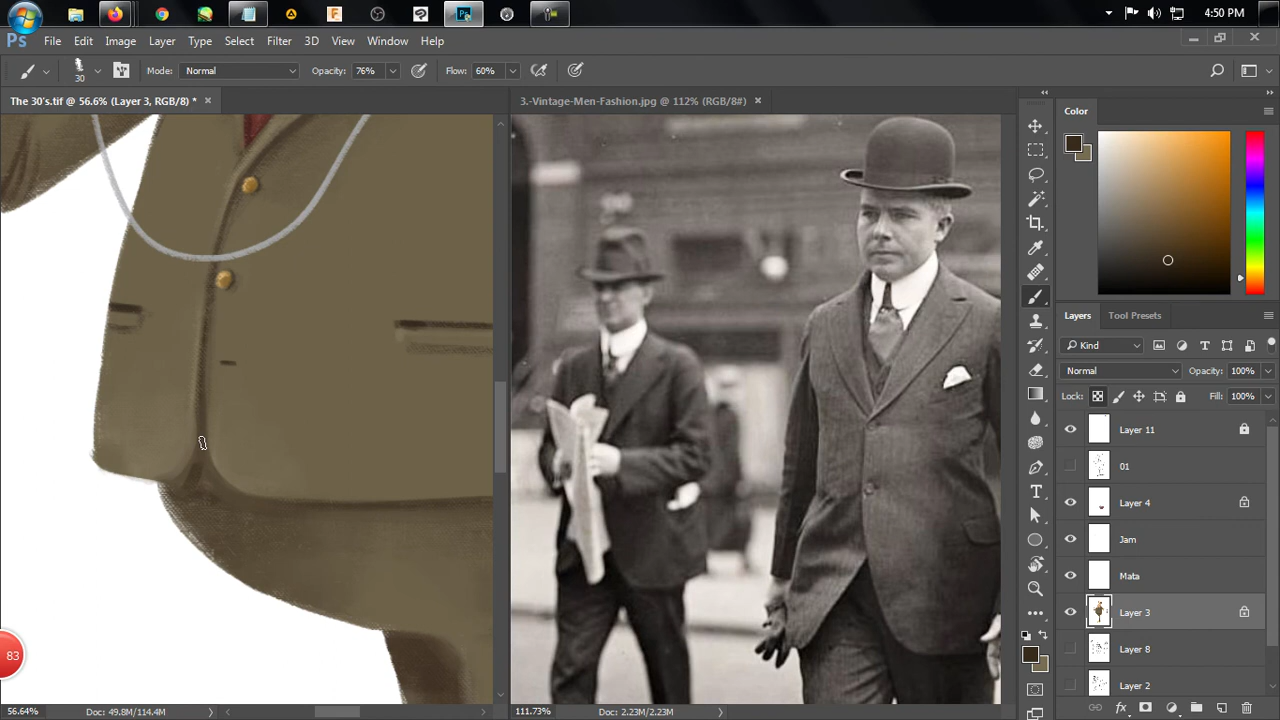 4:50 PM
Ps File Edit Image Layer Type Select Filter 3D View Window Help
30 Mode: Normal Opacity: 76% Flow: 60%
The 30's.tif @ 56.6% (Layer 3, RGB/8) * × 3.-Vintage-Men-Fashion.jpg @ 112% (RGB/8#) ×
Color
Layers Tool Presets
Kind
Normal Opacity: 100%
Lock: Fill: 100%
Layer 11
01
Layer 4
Jam
Mata
Layer 3
Layer 8
Layer 2
83
56.64% Doc: 49.8M/114.4M 111.73% Doc: 2.23M/2.23M